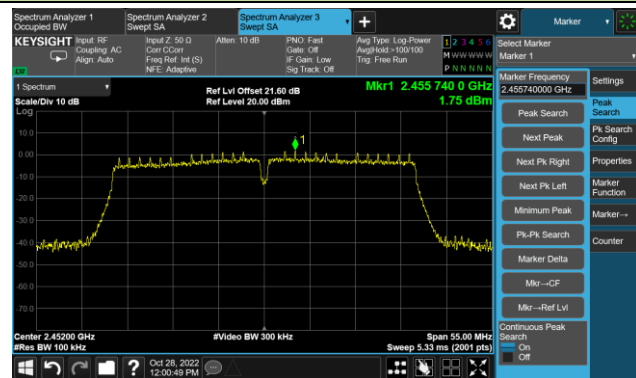 Spectrum Analyzer 1
Occupied BW
Spectrum Analyzer 2
Swept SA
Spectrum Analyzer 3
Swept SA
Marker
KEYSIGHT
Input: RF
Coupling: AC
Align: Auto
Input Z: 50 Ω
Corr CCorr
Freq Ref: Int (S)
NFE: Adaptive
Atten: 10 dB
PNO: Fast
Gate: Off
IF Gain: Low
Sig Track: Off
Avg Type: Log-Power
Avg|Hold:>100/100
Trig: Free Run
1 2 3 4 5 6
M W W W W W
P N N N N N
Select Marker
Marker 1
1 Spectrum
Scale/Div 10 dB
Log
Ref Lvl Offset 21.60 dB
Ref Level 20.00 dBm
Mkr1 2.455 740 0 GHz
1.75 dBm
1
10.0
0.00
-10.0
-20.0
-30.0
-40.0
-50.0
-60.0
-70.0
Center 2.45200 GHz
#Res BW 100 kHz
#Video BW 300 kHz
Span 55.00 MHz
Sweep 5.33 ms (2001 pts)
Marker Frequency
2.455740000 GHz
Peak Search
Next Peak
Next Pk Right
Next Pk Left
Minimum Peak
Pk-Pk Search
Marker Delta
Mkr→CF
Mkr→Ref Lvl
Continuous Peak
Search
On
Off
Settings
Peak
Search
Pk Search
Config
Properties
Marker
Function
Marker→
Counter
Oct 28, 2022
12:00:49 PM